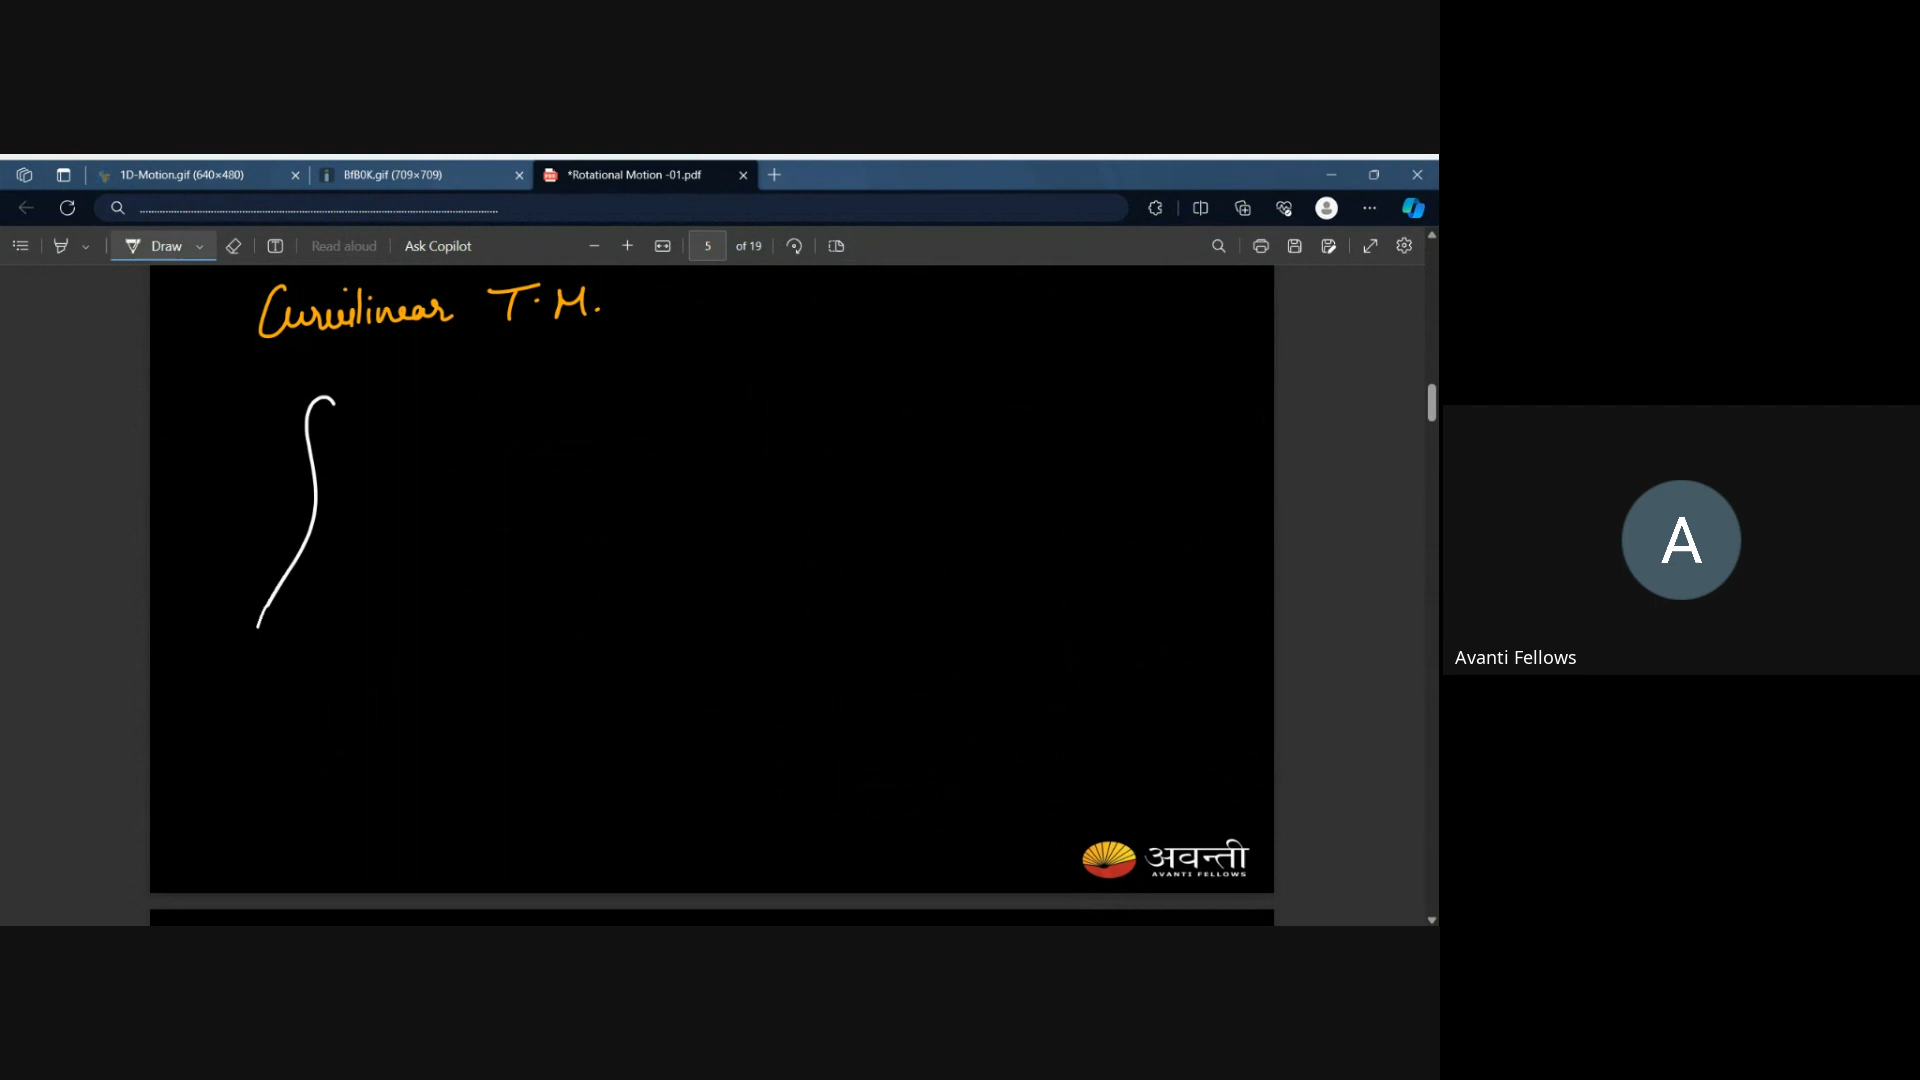 1D-Motion.gif (640×480)
BfB0K.gif (709×709)
*Rotational Motion -01.pdf
Draw
Read aloud
Ask Copilot
5 of 19
Curvilinear T.M.
A
Avanti Fellows
अवन्ती
AVANTI FELLOWS